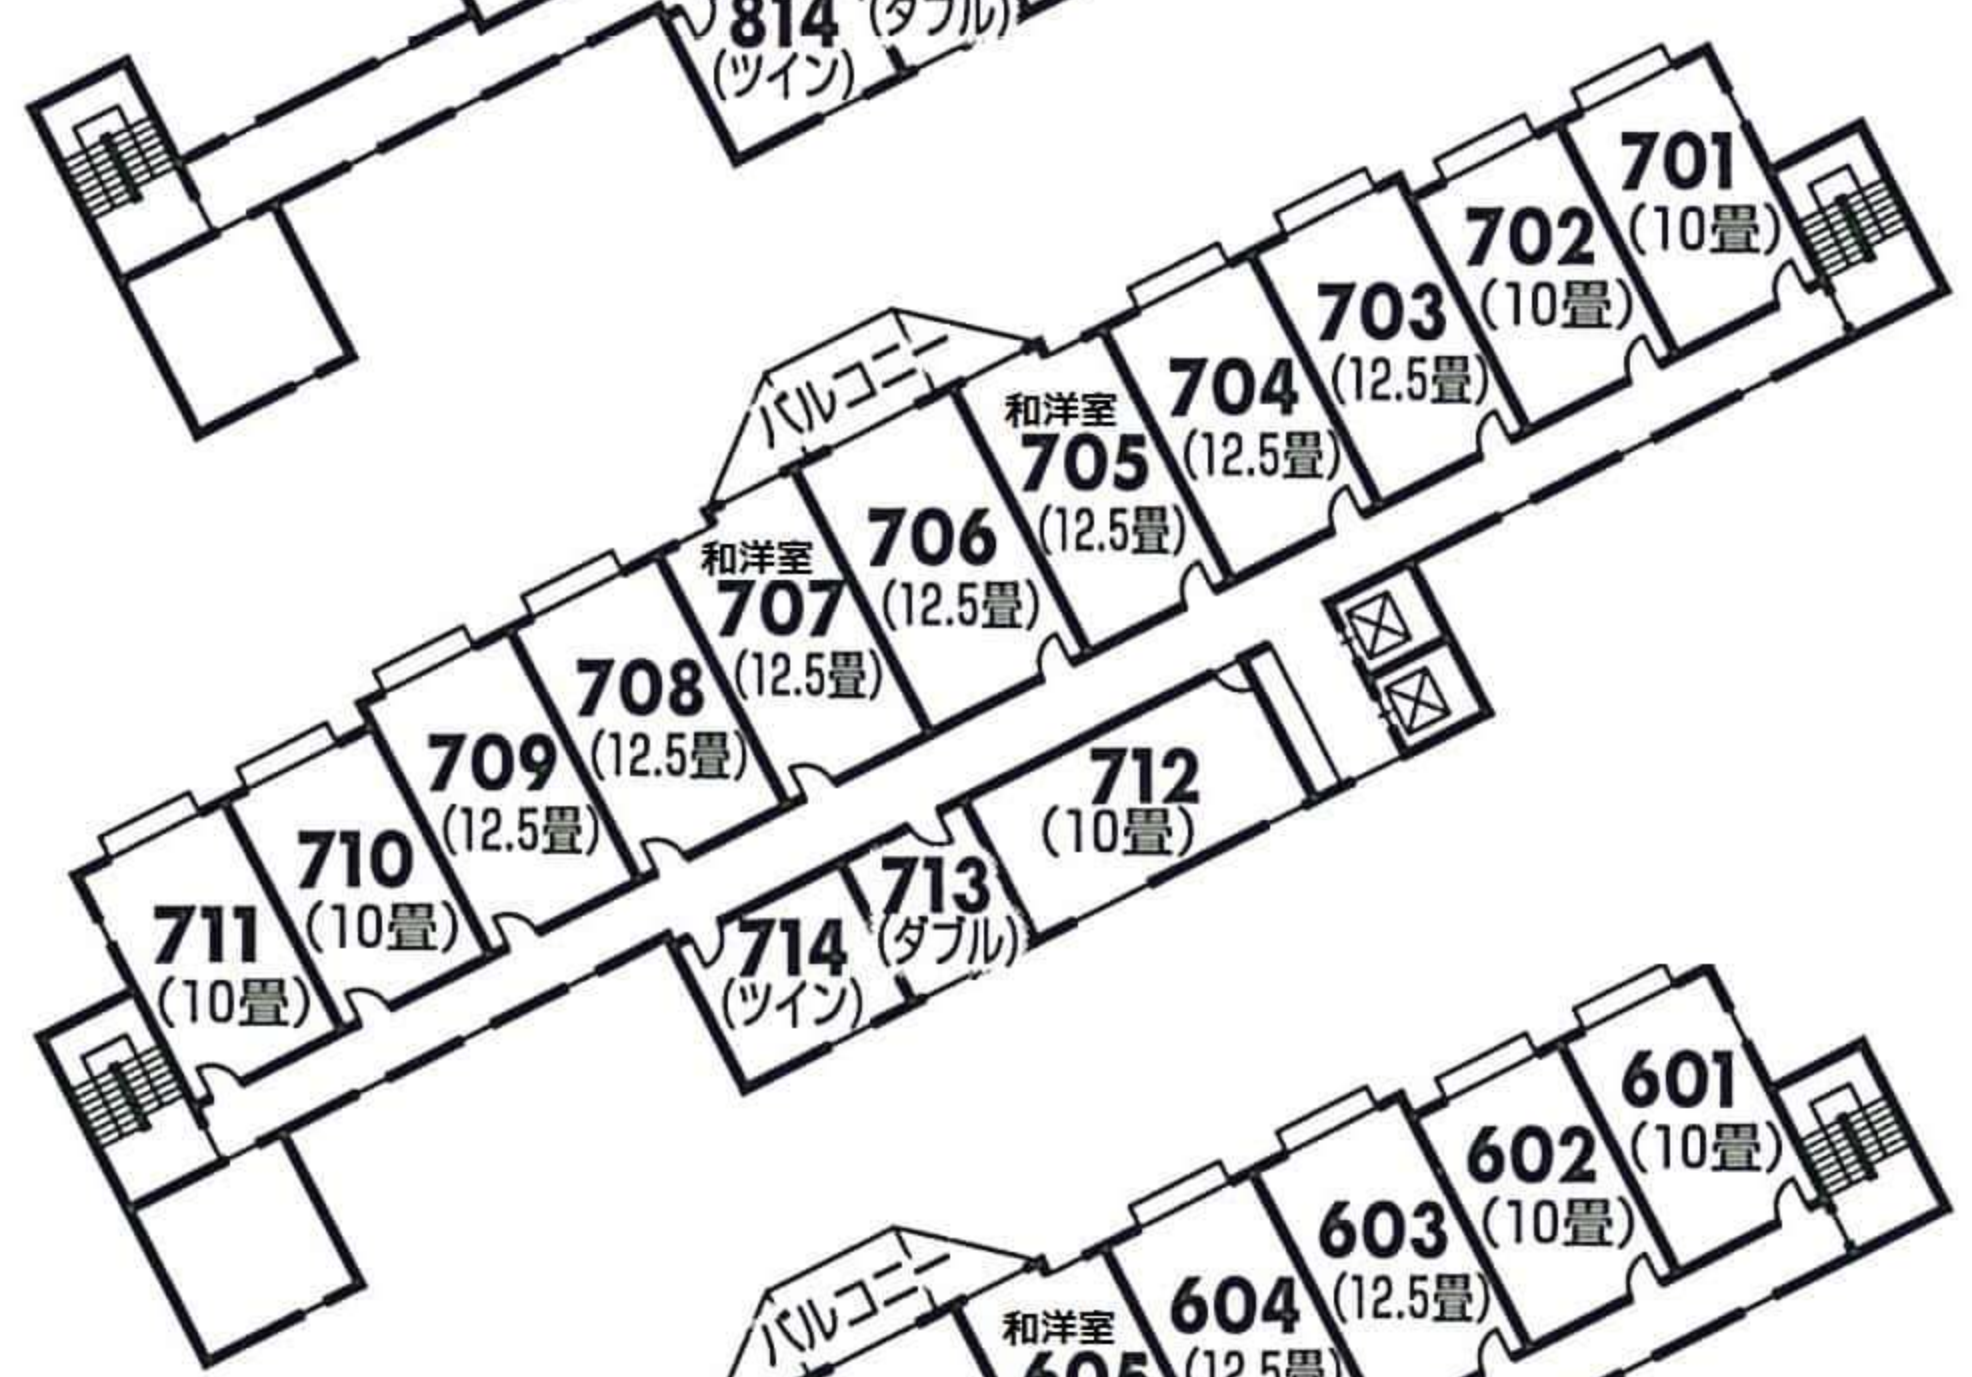 814
(ツイン)
(ダブル)
701
(10畳)
702
(10畳)
703
(12.5畳)
704
(12.5畳)
和洋室
705
(12.5畳)
バルコニー
706
(12.5畳)
和洋室
707
(12.5畳)
708
(12.5畳)
709
(12.5畳)
710
(10畳)
711
(10畳)
712
(10畳)
713
(ダブル)
714
(ツイン)
601
(10畳)
602
(10畳)
603
(12.5畳)
604
(12.5畳)
和洋室
605
バルコニー